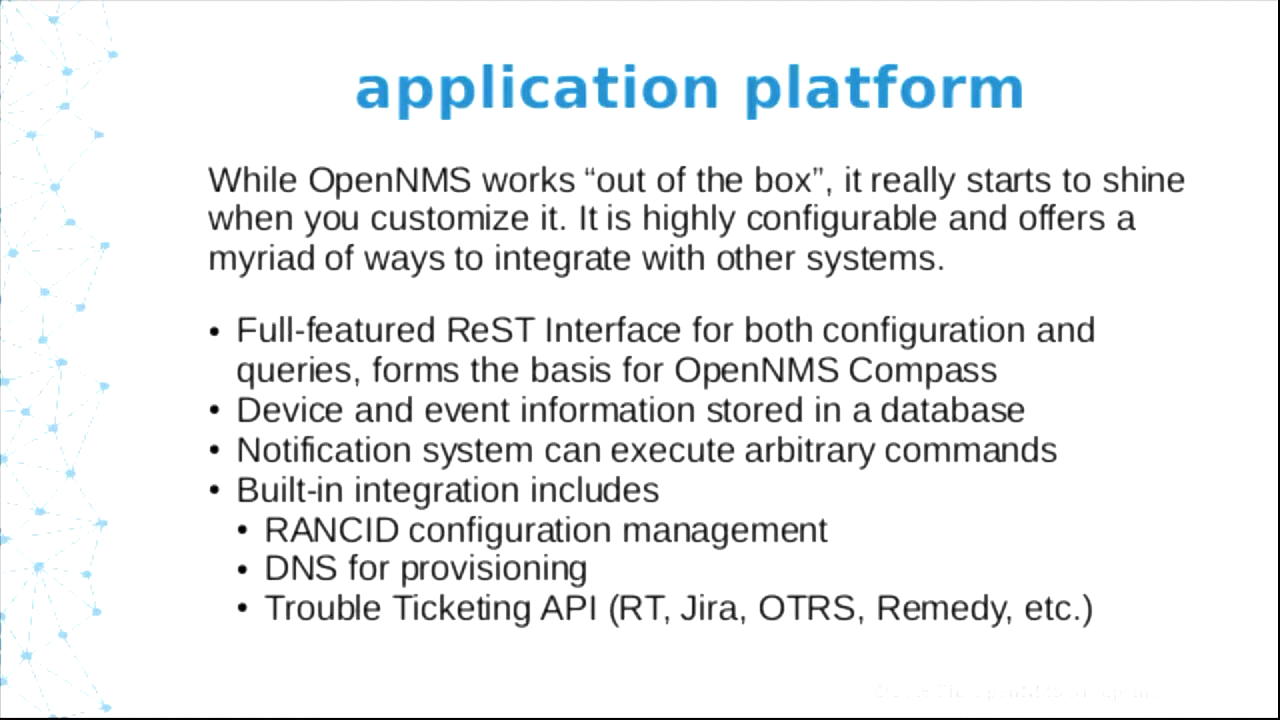 application platform
While OpenNMS works “out of the box”, it really starts to shine
when you customize it. It is highly configurable and offers a
myriad of ways to integrate with other systems.
• Full-featured ReST Interface for both configuration and
queries, forms the basis for OpenNMS Compass
• Device and event information stored in a database
• Notification system can execute arbitrary commands
• Built-in integration includes
• RANCID configuration management
• DNS for provisioning
• Trouble Ticketing API (RT, Jira, OTRS, Remedy, etc.)